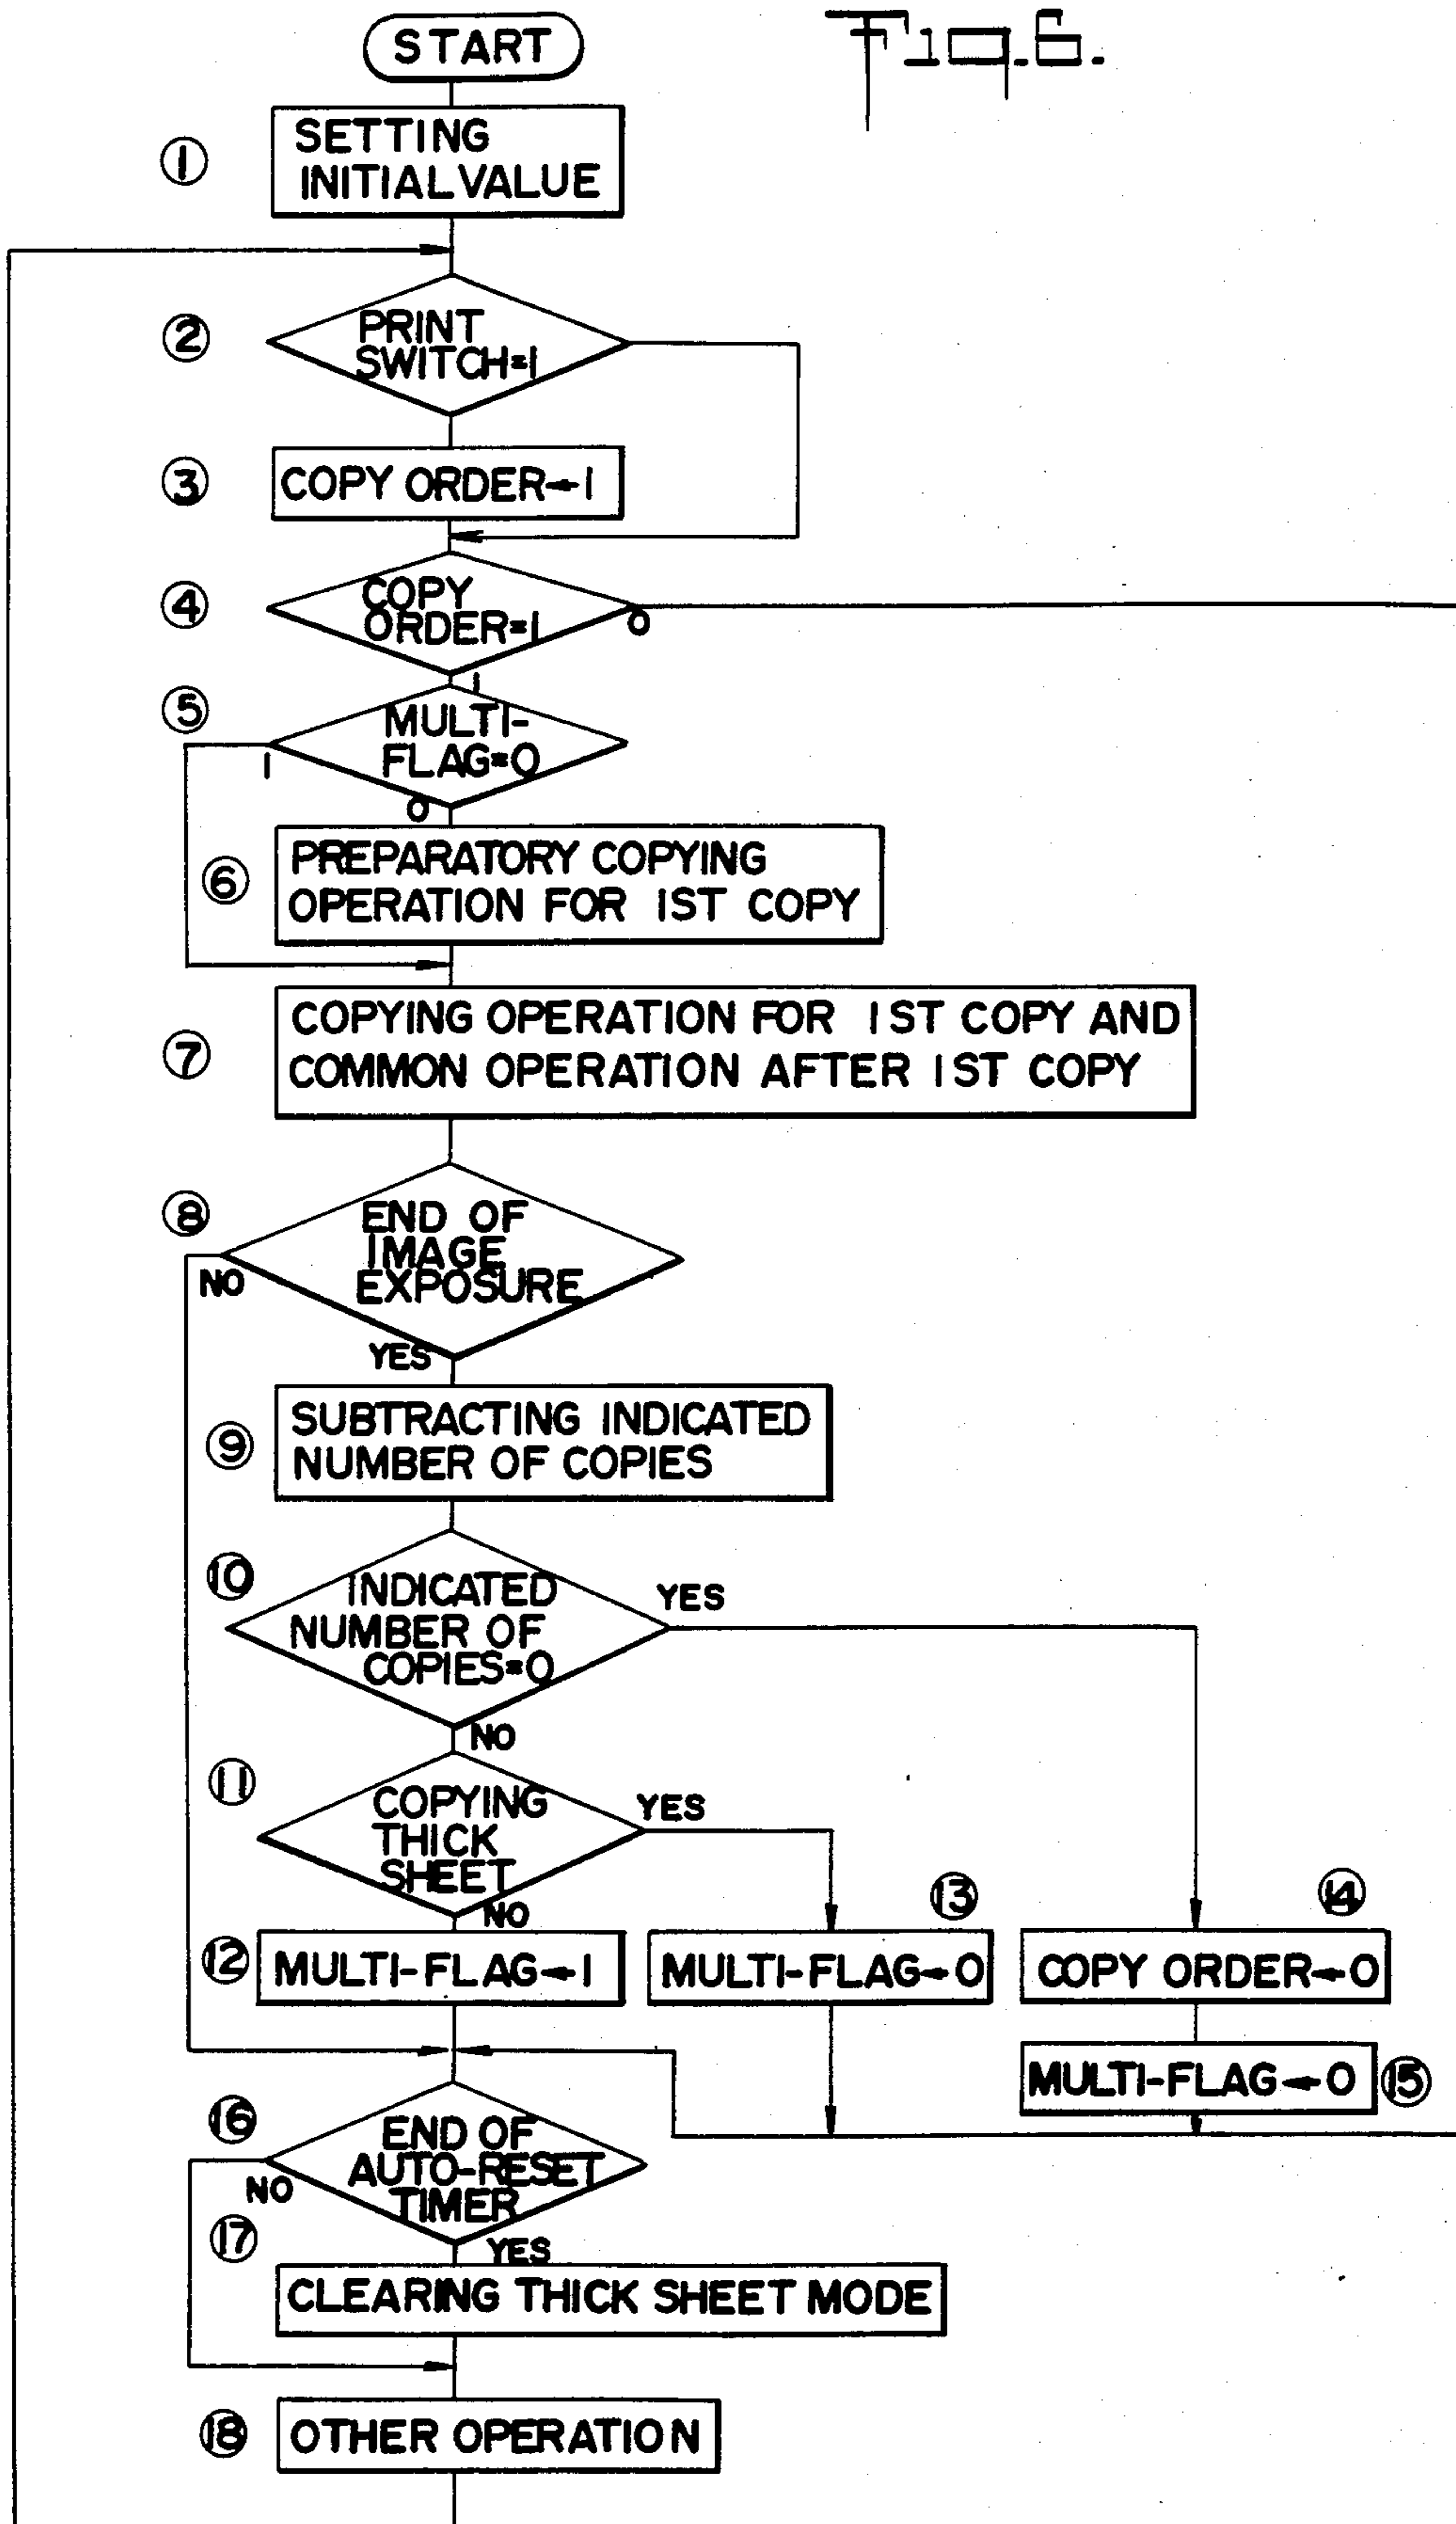 START
Fig.6.
①
SETTING
INITIAL VALUE
②
PRINT
SWITCH=1
③
COPY ORDER←1
④
COPY
ORDER=1
0
1
⑤
MULTI-
FLAG=0
1
0
⑥
PREPARATORY COPYING
OPERATION FOR 1ST COPY
⑦
COPYING OPERATION FOR 1ST COPY AND
COMMON OPERATION AFTER 1ST COPY
⑧
END OF
IMAGE
EXPOSURE
NO
YES
⑨
SUBTRACTING INDICATED
NUMBER OF COPIES
⑩
INDICATED
NUMBER OF
COPIES=0
YES
NO
⑪
COPYING
THICK
SHEET
YES
NO
⑫
MULTI-FLAG←1
⑬
MULTI-FLAG←0
⑭
COPY ORDER←0
MULTI-FLAG←0
⑮
⑯
END OF
AUTO-RESET
TIMER
NO
YES
⑰
CLEARING THICK SHEET MODE
⑱
OTHER OPERATION